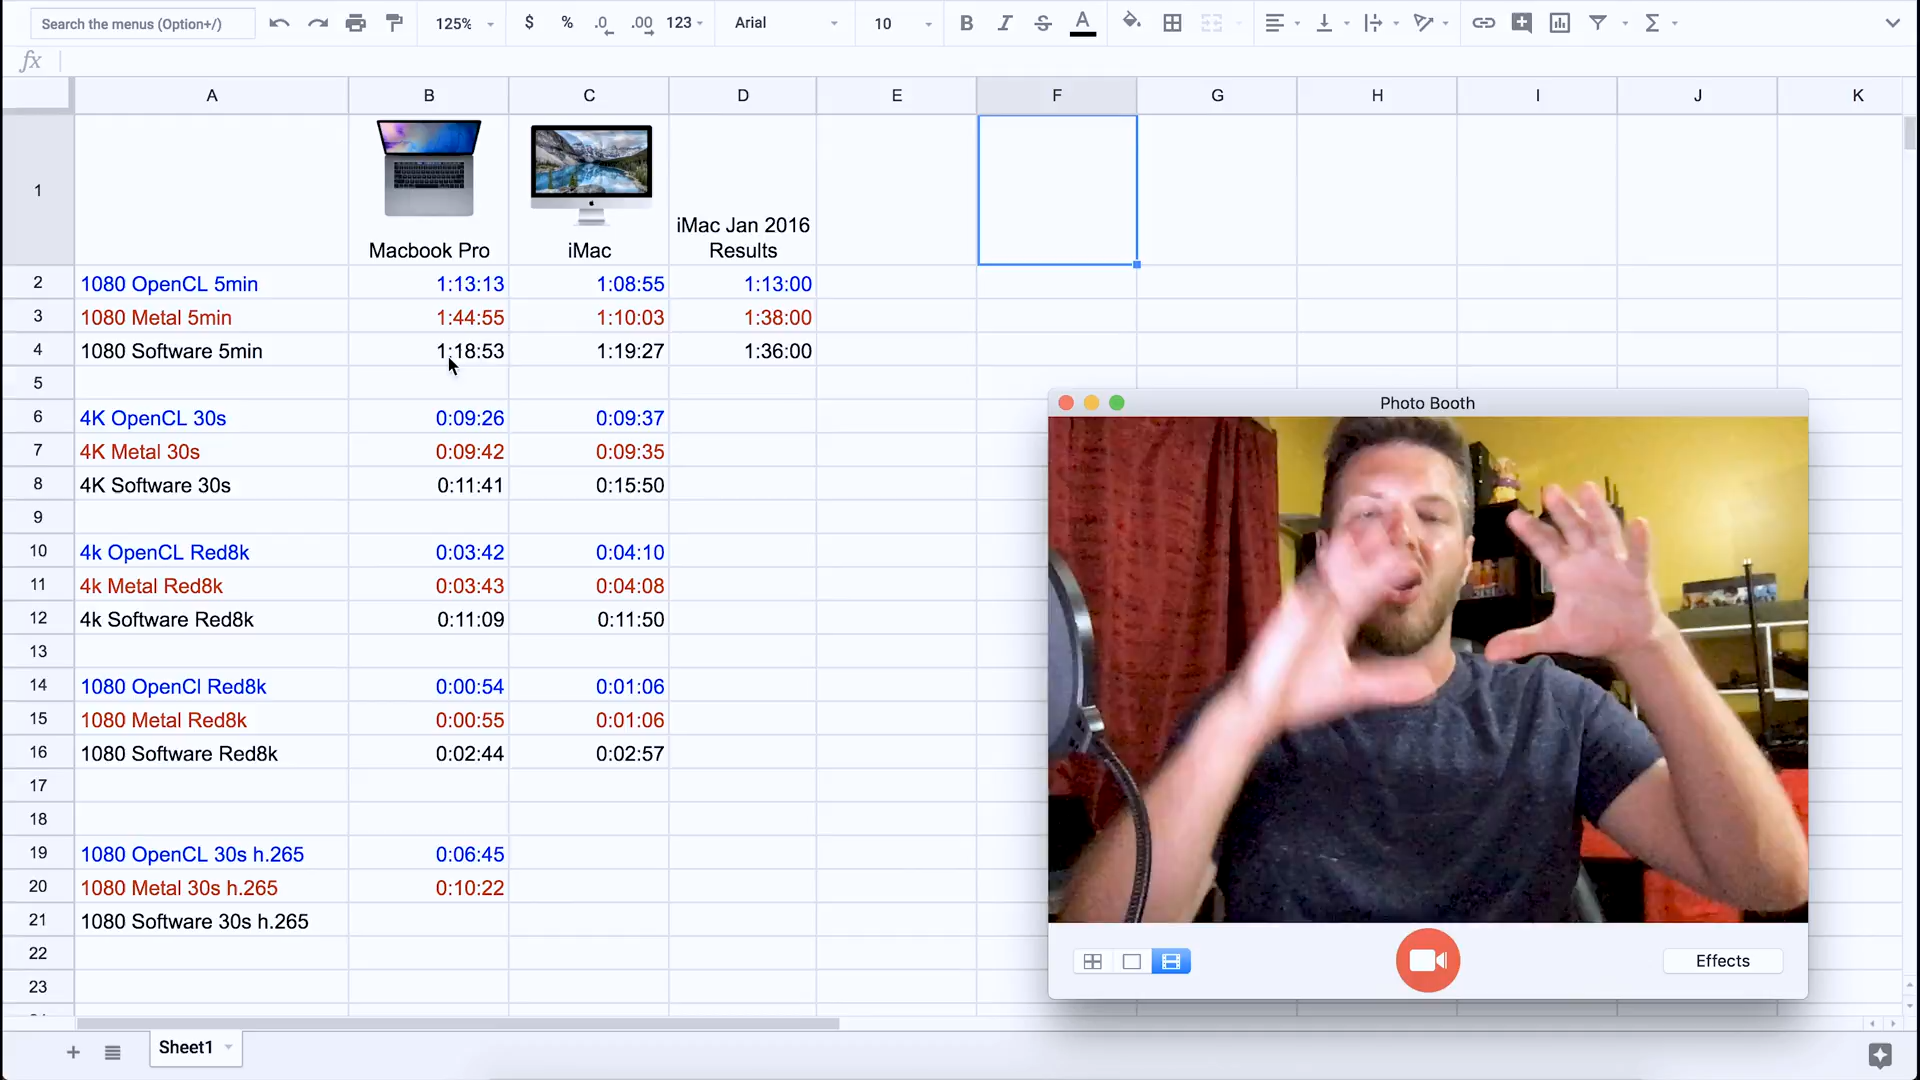 Search the menus (Option+/)
125%
$ % .0 .00 123
Arial
10
B I S A
fx
A B C D E F G H I J K
1
Macbook Pro
iMac
iMac Jan 2016
Results
2 1080 OpenCL 5min 1:13:13 1:08:55 1:13:00
3 1080 Metal 5min 1:44:55 1:10:03 1:38:00
4 1080 Software 5min 1:18:53 1:19:27 1:36:00
5
6 4K OpenCL 30s 0:09:26 0:09:37
7 4K Metal 30s 0:09:42 0:09:35
8 4K Software 30s 0:11:41 0:15:50
9
10 4k OpenCL Red8k 0:03:42 0:04:10
11 4k Metal Red8k 0:03:43 0:04:08
12 4k Software Red8k 0:11:09 0:11:50
13
14 1080 OpenCl Red8k 0:00:54 0:01:06
15 1080 Metal Red8k 0:00:55 0:01:06
16 1080 Software Red8k 0:02:44 0:02:57
17
18
19 1080 OpenCL 30s h.265 0:06:45
20 1080 Metal 30s h.265 0:10:22
21 1080 Software 30s h.265
22
23
Photo Booth
Effects
Sheet1